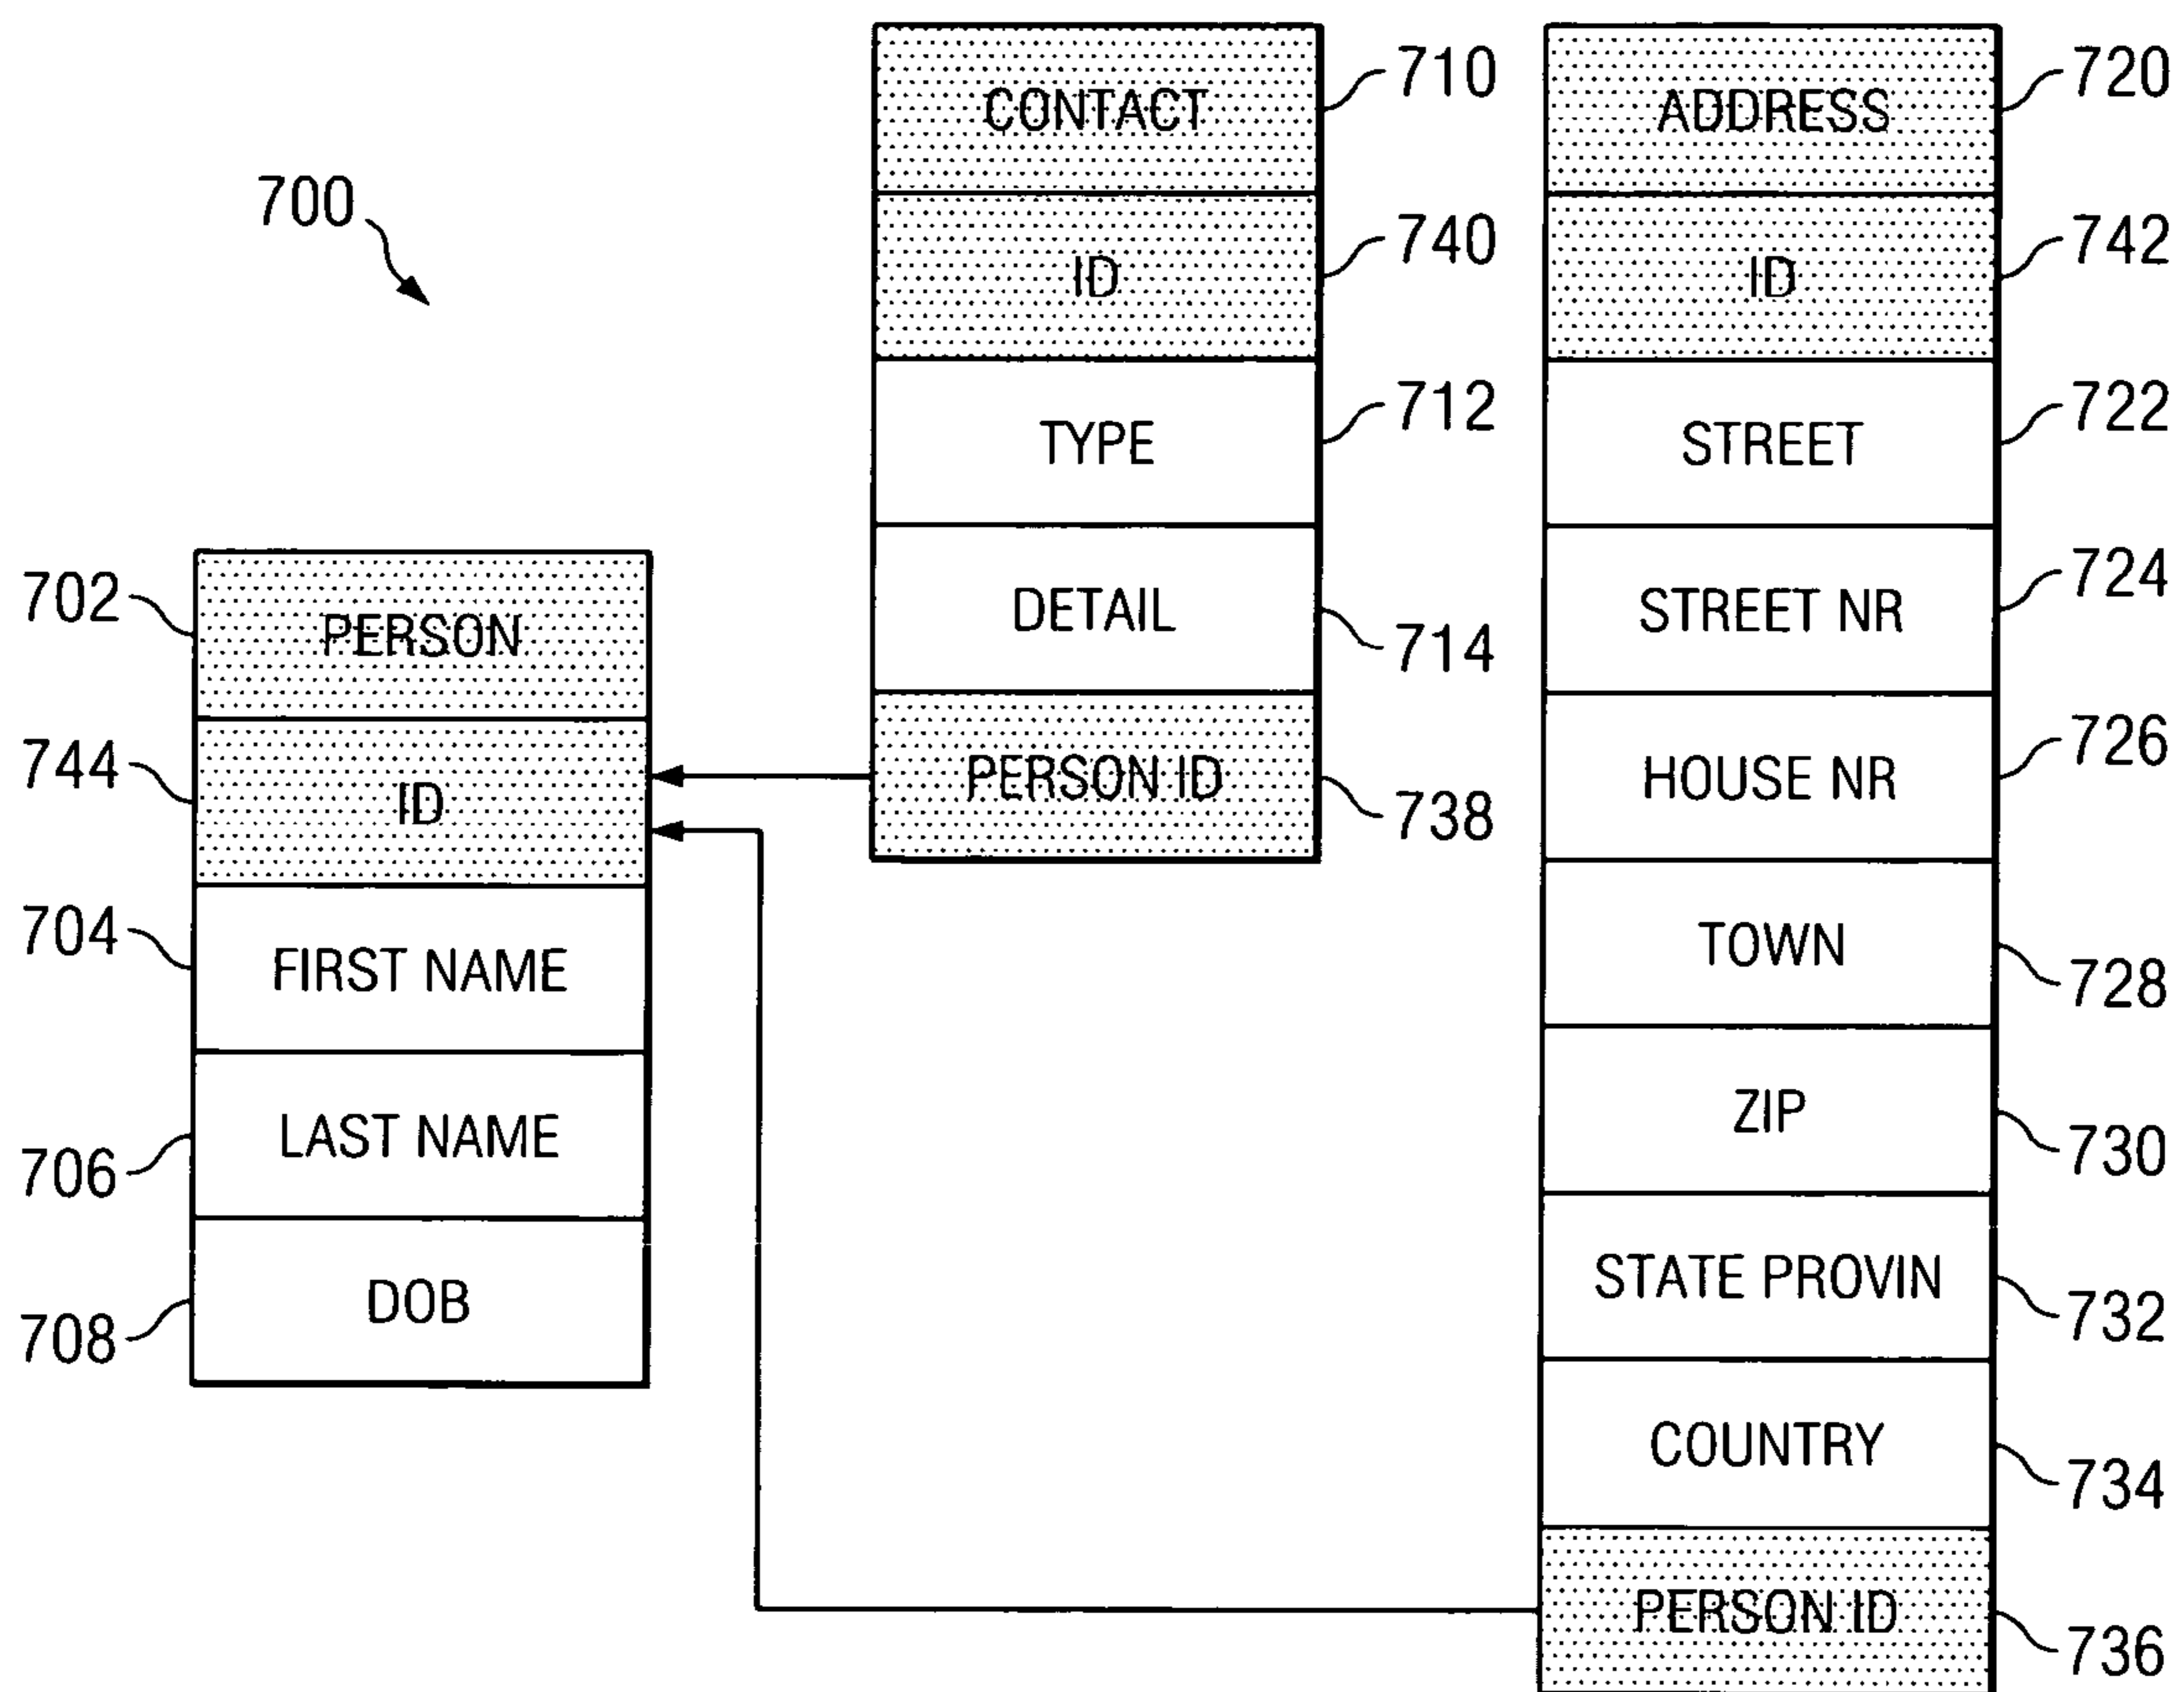 700
CONTACT
710
ID
740
TYPE
712
DETAIL
714
PERSON ID
738
ADDRESS
720
ID
742
STREET
722
STREET NR
724
HOUSE NR
726
TOWN
728
ZIP
730
STATE PROVIN
732
COUNTRY
734
PERSON ID
736
702
PERSON
744
ID
704
FIRST NAME
706
LAST NAME
708
DOB